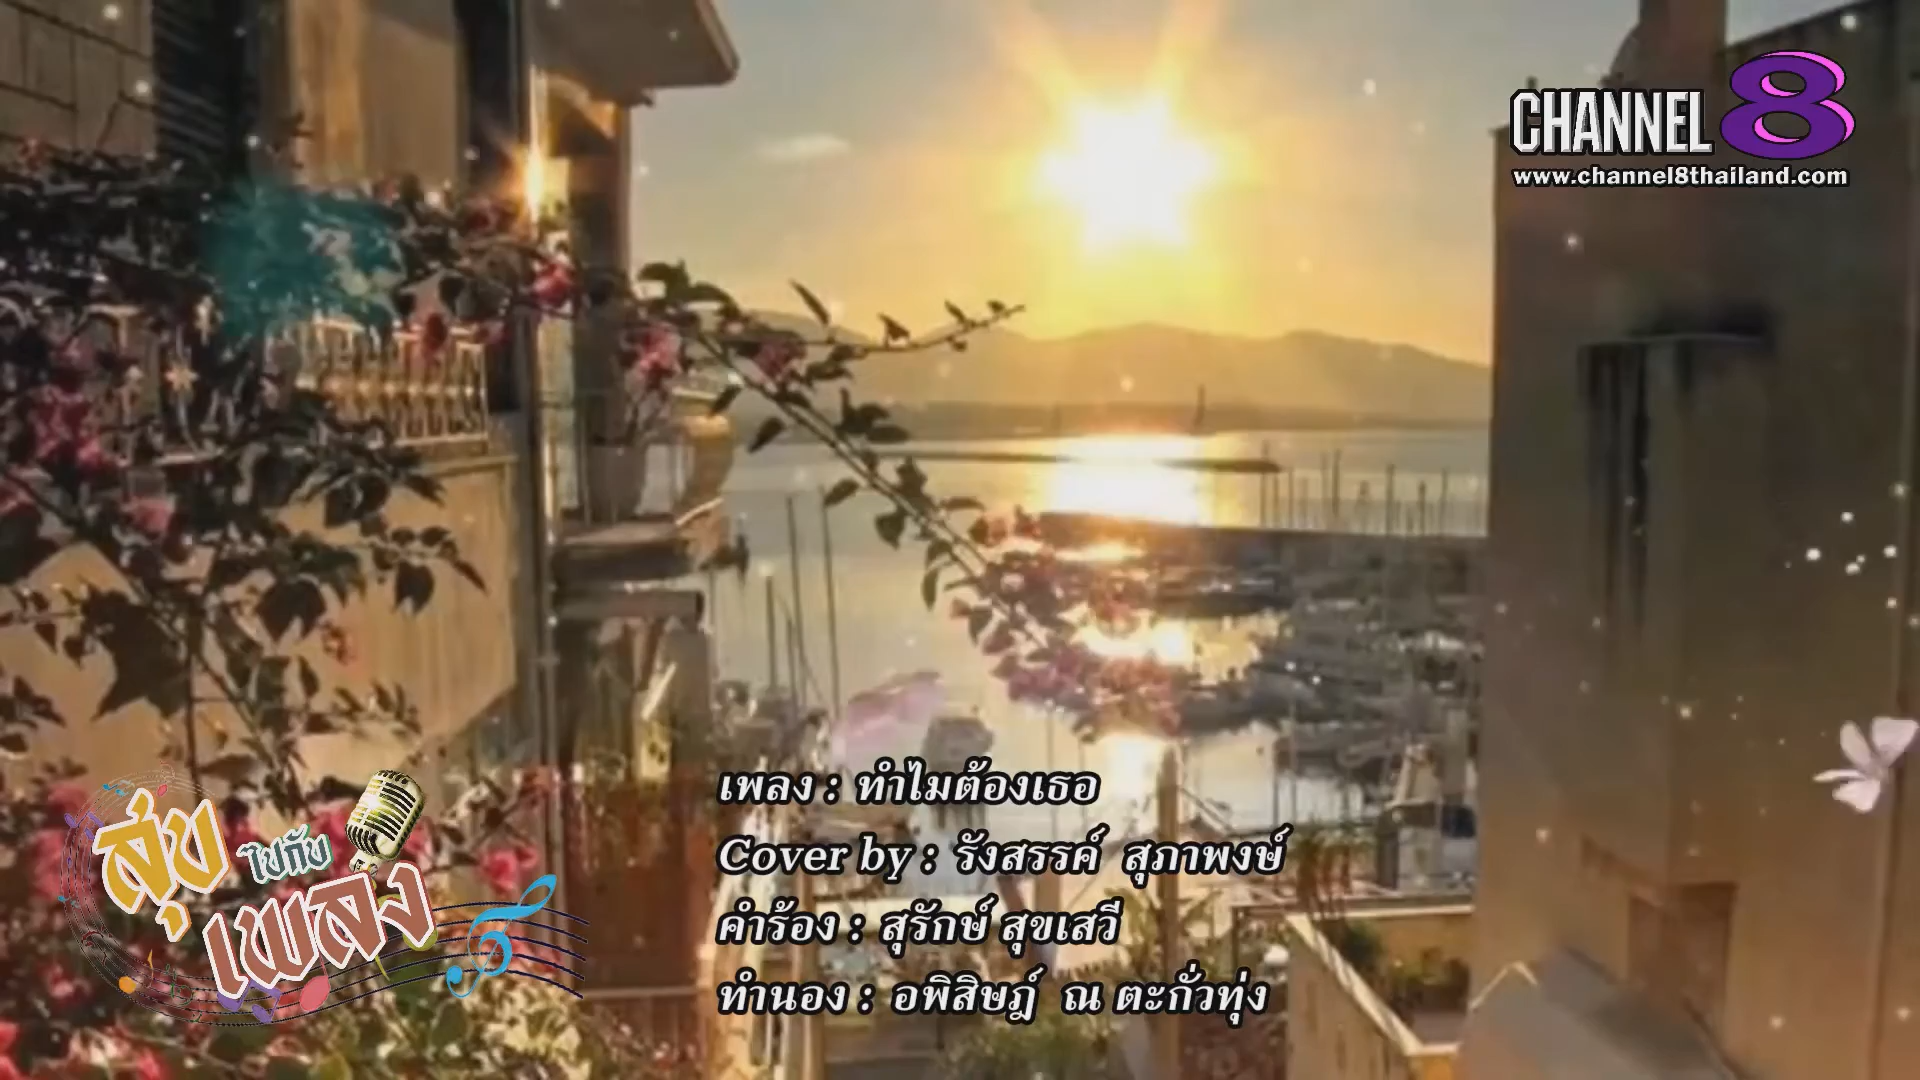 CHANNEL 8
www.channel8thailand.com
เพลง : ทำไมต้องเธอ
Cover by : รังสรรค์ สุภาพงษ์
คำร้อง : สุรักษ์ สุขเสวี
ทำนอง : อพิสิษฎ์ ณ ตะกั่วทุ่ง
สุข
ไปกับ
เพลง